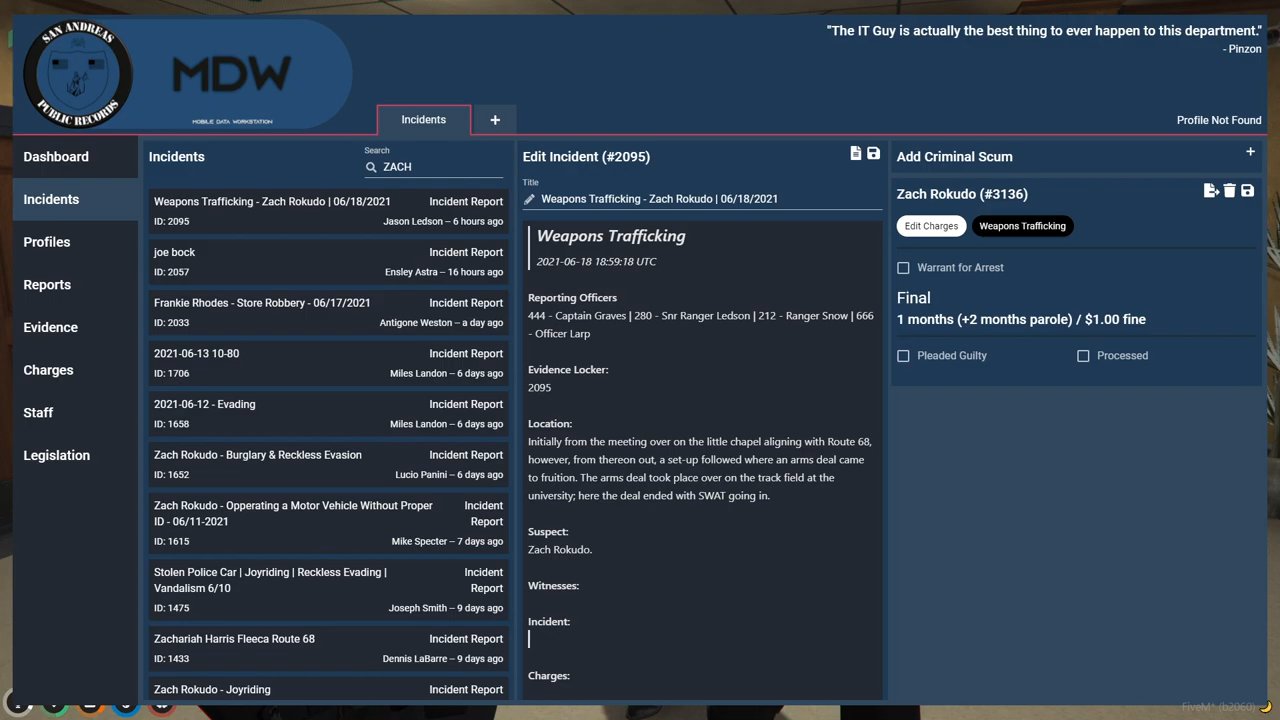 SAN ANDREAS
PUBLIC RECORDS
MDW
MOBILE DATA WORKETATION
"The IT Guy is actually the best thing to ever happen to this department."
- Pinzon
Incidents
+
Profile Not Found
Dashboard
Incidents
Profiles
Reports
Evidence
Charges
Staff
Legislation
Incidents
Search
ZACH
Weapons Trafficking - Zach Rokudo | 06/18/2021
Incident Report
ID: 2095
Jason Ledson – 6 hours ago
joe bock
Incident Report
ID: 2057
Ensley Astra – 16 hours ago
Frankie Rhodes - Store Robbery - 06/17/2021
Incident Report
ID: 2033
Antigone Weston – a day ago
2021-06-13 10-80
Incident Report
ID: 1706
Miles Landon – 6 days ago
2021-06-12 - Evading
Incident Report
ID: 1658
Miles Landon – 6 days ago
Zach Rokudo - Burglary & Reckless Evasion
Incident Report
ID: 1652
Lucio Panini – 6 days ago
Zach Rokudo - Opperating a Motor Vehicle Without Proper
ID - 06/11-2021
Incident
Report
ID: 1615
Mike Specter – 7 days ago
Stolen Police Car | Joyriding | Reckless Evading |
Vandalism 6/10
Incident
Report
ID: 1475
Joseph Smith – 9 days ago
Zachariah Harris Fleeca Route 68
Incident Report
ID: 1433
Dennis LaBarre – 9 days ago
Zach Rokudo - Joyriding
Incident Report
Edit Incident (#2095)
Title
Weapons Trafficking - Zach Rokudo | 06/18/2021
Weapons Trafficking
2021-06-18 18:59:18 UTC
Reporting Officers
444 - Captain Graves | 280 - Snr Ranger Ledson | 212 - Ranger Snow | 666
- Officer Larp
Evidence Locker:
2095
Location:
Initially from the meeting over on the little chapel aligning with Route 68,
however, from thereon out, a set-up followed where an arms deal came
to fruition. The arms deal took place over on the track field at the
university; here the deal ended with SWAT going in.
Suspect:
Zach Rokudo.
Witnesses:
Incident:
Charges:
Add Criminal Scum
+
Zach Rokudo (#3136)
Edit Charges
Weapons Trafficking
Warrant for Arrest
Final
1 months (+2 months parole) / $1.00 fine
Pleaded Guilty
Processed
FiveM* (b2060)